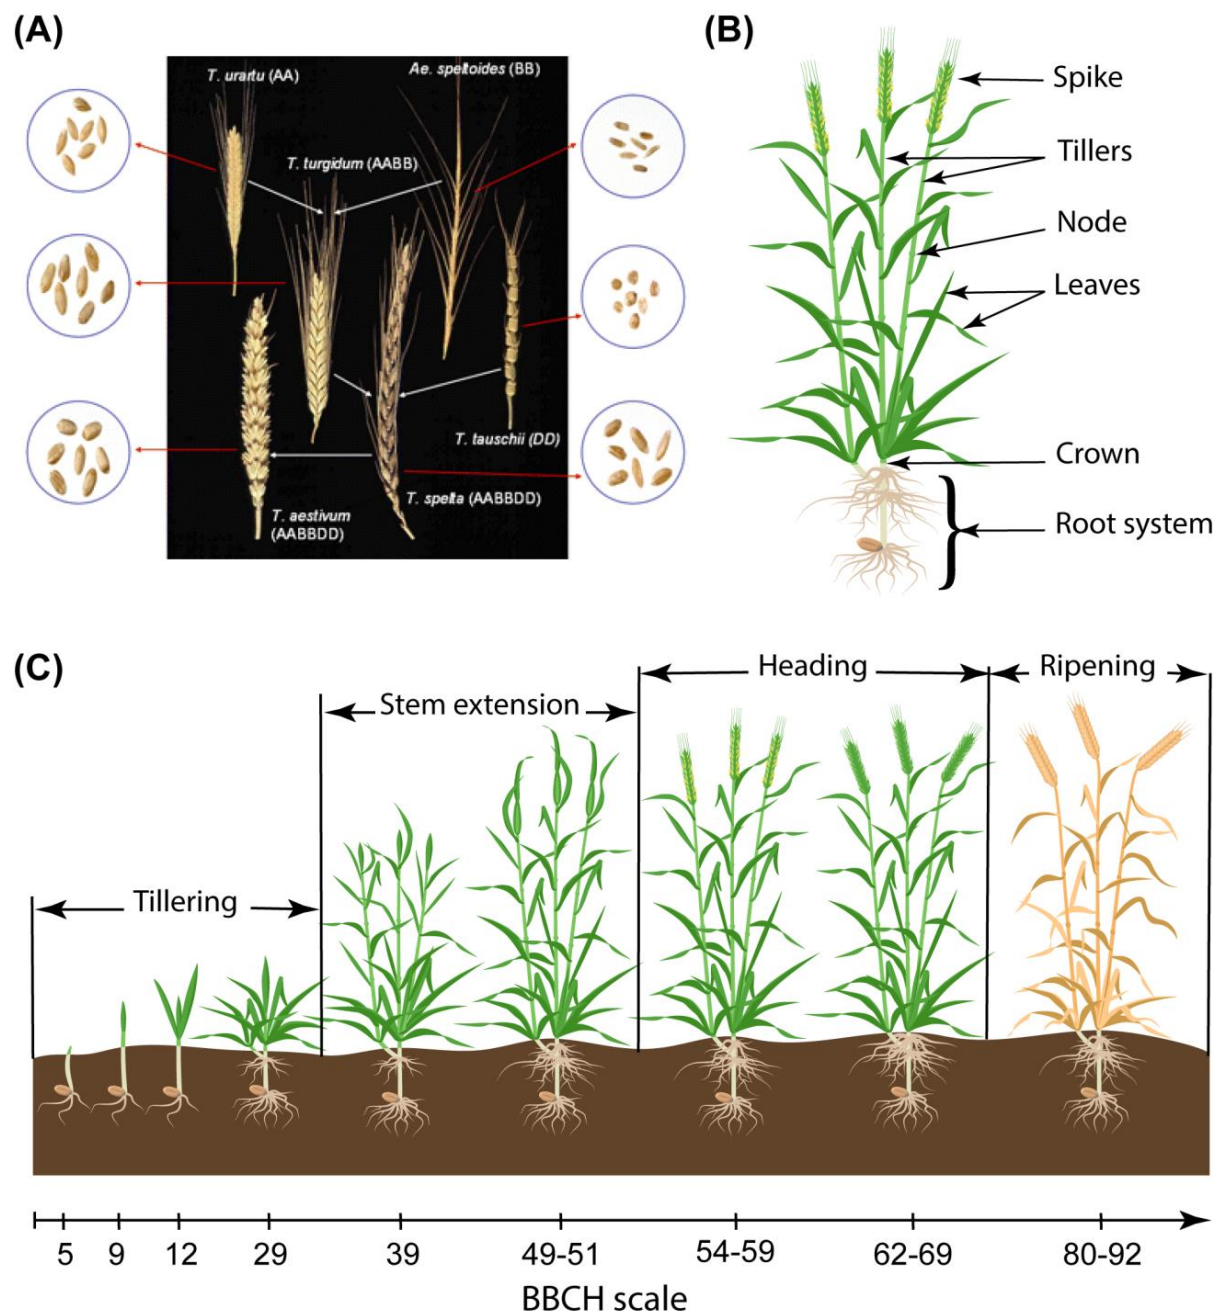 (A)
T. urartu (AA)
Ae. speltoides (BB)
T. turgidum (AABB)
T. tauschii (DD)
T. spelta (AABBDD)
T. aestivum
(AABBDD)
(B)
Spike
Tillers
Node
Leaves
Crown
Root system
(C)
Tillering
Stem extension
Heading
Ripening
5 9 12 29 39 49-51 54-59 62-69 80-92
BBCH scale